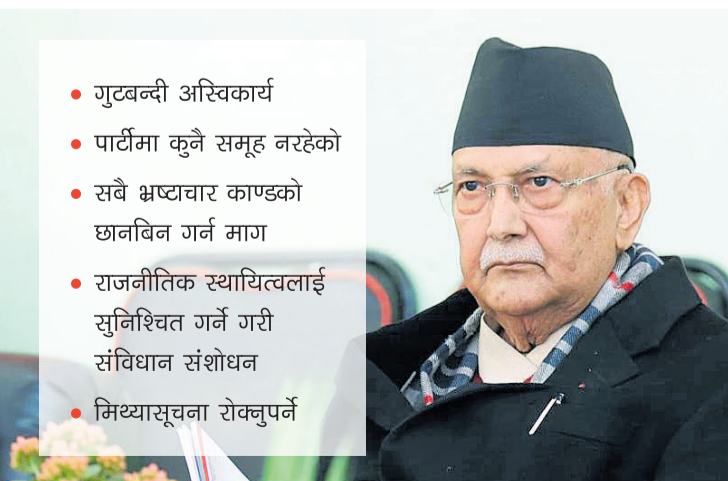 • गुटबन्दी अस्विकार्य
• पार्टीमा कुनै समूह नरहेको
• सबै भ्रष्टाचार काण्डको
छानबिन गर्न माग
• राजनीतिक स्थायित्वलाई
सुनिश्चित गर्ने गरी
संविधान संशोधन
• मिथ्यासूचना रोक्नुपर्ने